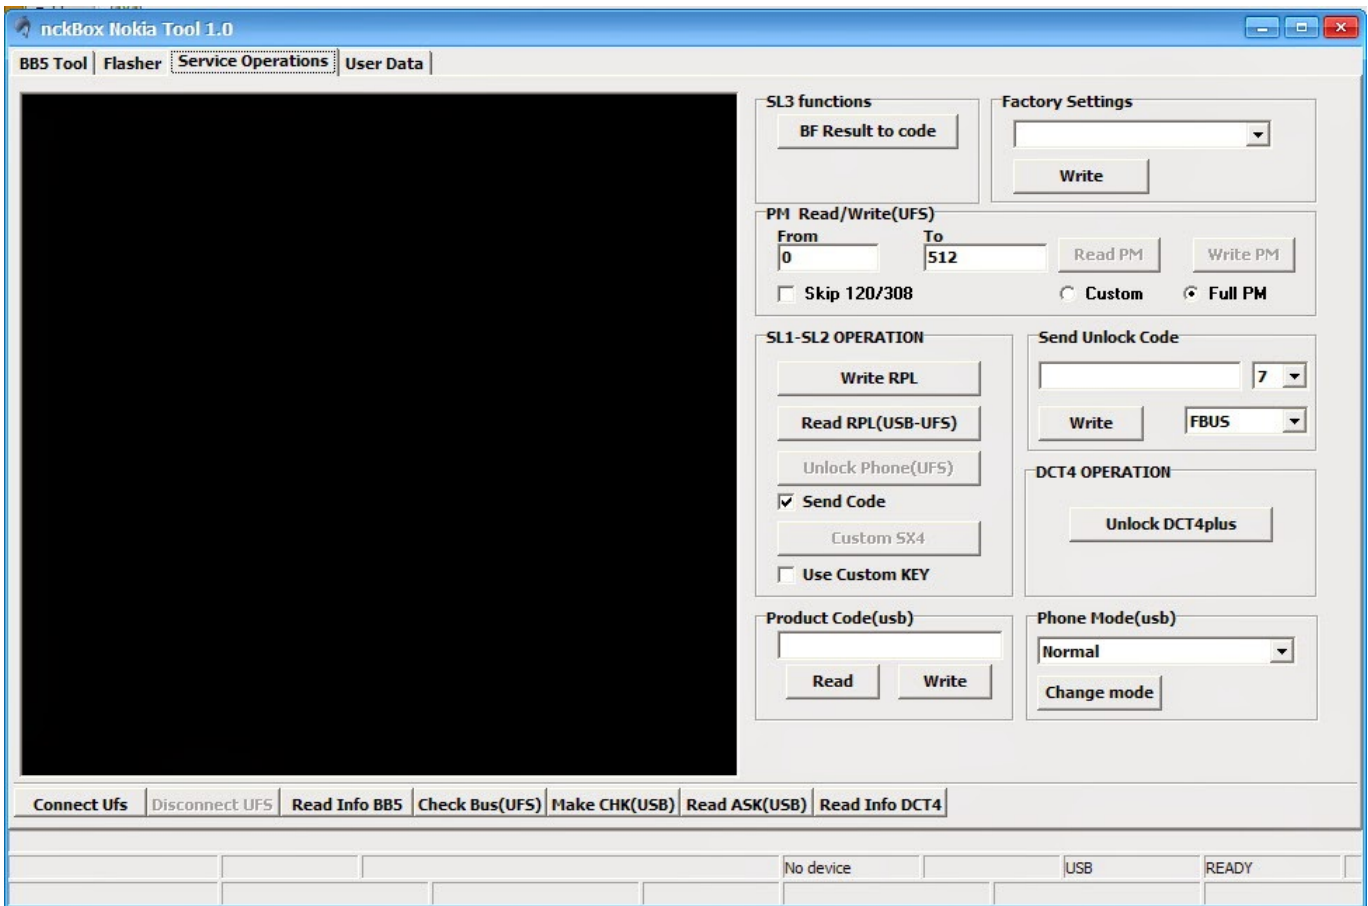 nckBox Nokia Tool 1.0
BB5 Tool Flasher Service Operations User Data
SL3 functions
BF Result to code
Factory Settings
Write
PM Read/Write(UFS)
From To
0 512 Read PM Write PM
Skip 120/308 Custom Full PM
SL1-SL2 OPERATION
Write RPL
Read RPL(USB-UFS)
Unlock Phone(UFS)
Send Code
Custom SX4
Use Custom KEY
Send Unlock Code
7
Write FBUS
DCT4 OPERATION
Unlock DCT4plus
Product Code(usb)
Read Write
Phone Mode(usb)
Normal
Change mode
Connect Ufs Disconnect UFS Read Info BB5 Check Bus(UFS) Make CHK(USB) Read ASK(USB) Read Info DCT4
No device USB READY